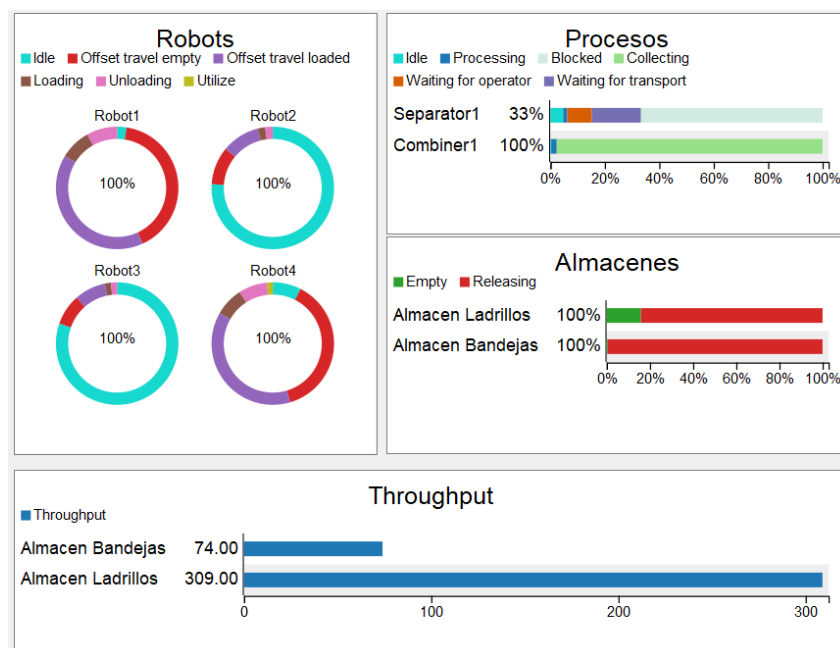 Robots
Idle Offset travel empty Offset travel loaded
Loading Unloading Utilize
Robot1 Robot2
100% 100%
Robot3 Robot4
100% 100%
Procesos
Idle Processing Blocked Collecting
Waiting for operator Waiting for transport
Separator1 33%
Combiner1 100%
0% 20% 40% 60% 80% 100%
Almacenes
Empty Releasing
Almacen Ladrillos 100%
Almacen Bandejas 100%
0% 20% 40% 60% 80% 100%
Throughput
Throughput
Almacen Bandejas 74.00
Almacen Ladrillos 309.00
0 100 200 300